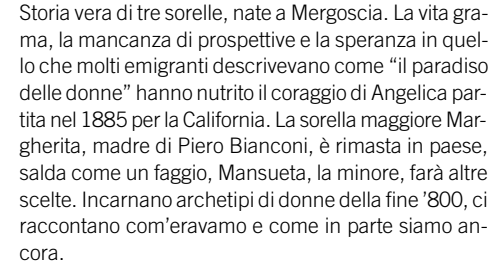 Storia vera di tre sorelle, nate a Mergoscia. La vita gra-
ma, la mancanza di prospettive e la speranza in quel-
lo che molti emigranti descrivevano come “il paradiso
delle donne” hanno nutrito il coraggio di Angelica par-
tita nel 1885 per la California. La sorella maggiore Mar-
gherita, madre di Piero Bianconi, è rimasta in paese,
salda come un faggio, Mansueta, la minore, farà altre
scelte. Incarnano archetipi di donne della fine ’800, ci
raccontano com’eravamo e come in parte siamo an-
cora.